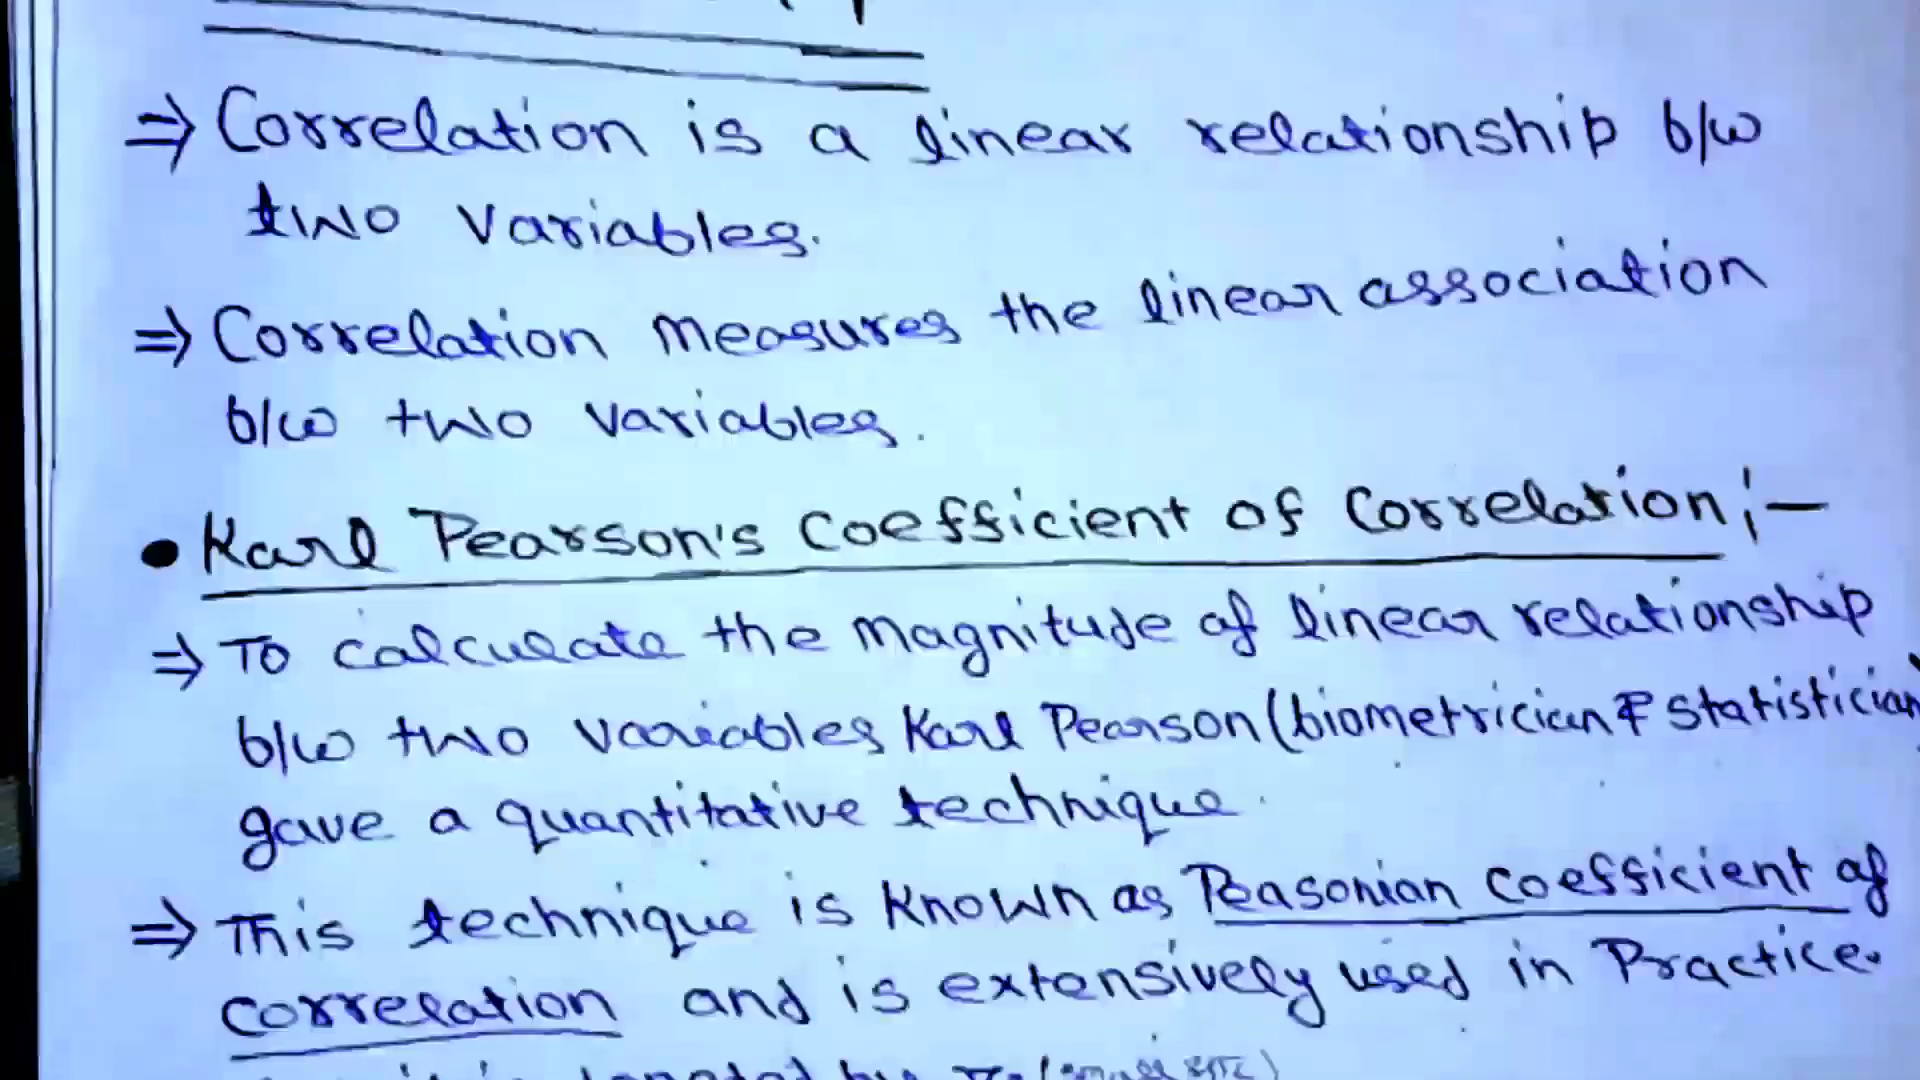 ⇒ Correlation is a linear relationship b/w
two variables.
⇒ Correlation measures the linear association
b/w two variables.
• Karl Pearson's Coefficient of Correlation :-
⇒ To calculate the magnitude of linear relationship
b/w two variables Karl Pearson (biometrician & statistician)
gave a quantitative technique.
⇒ This technique is known as Peasonian coefficient of
correlation and is extensively used in Practice.